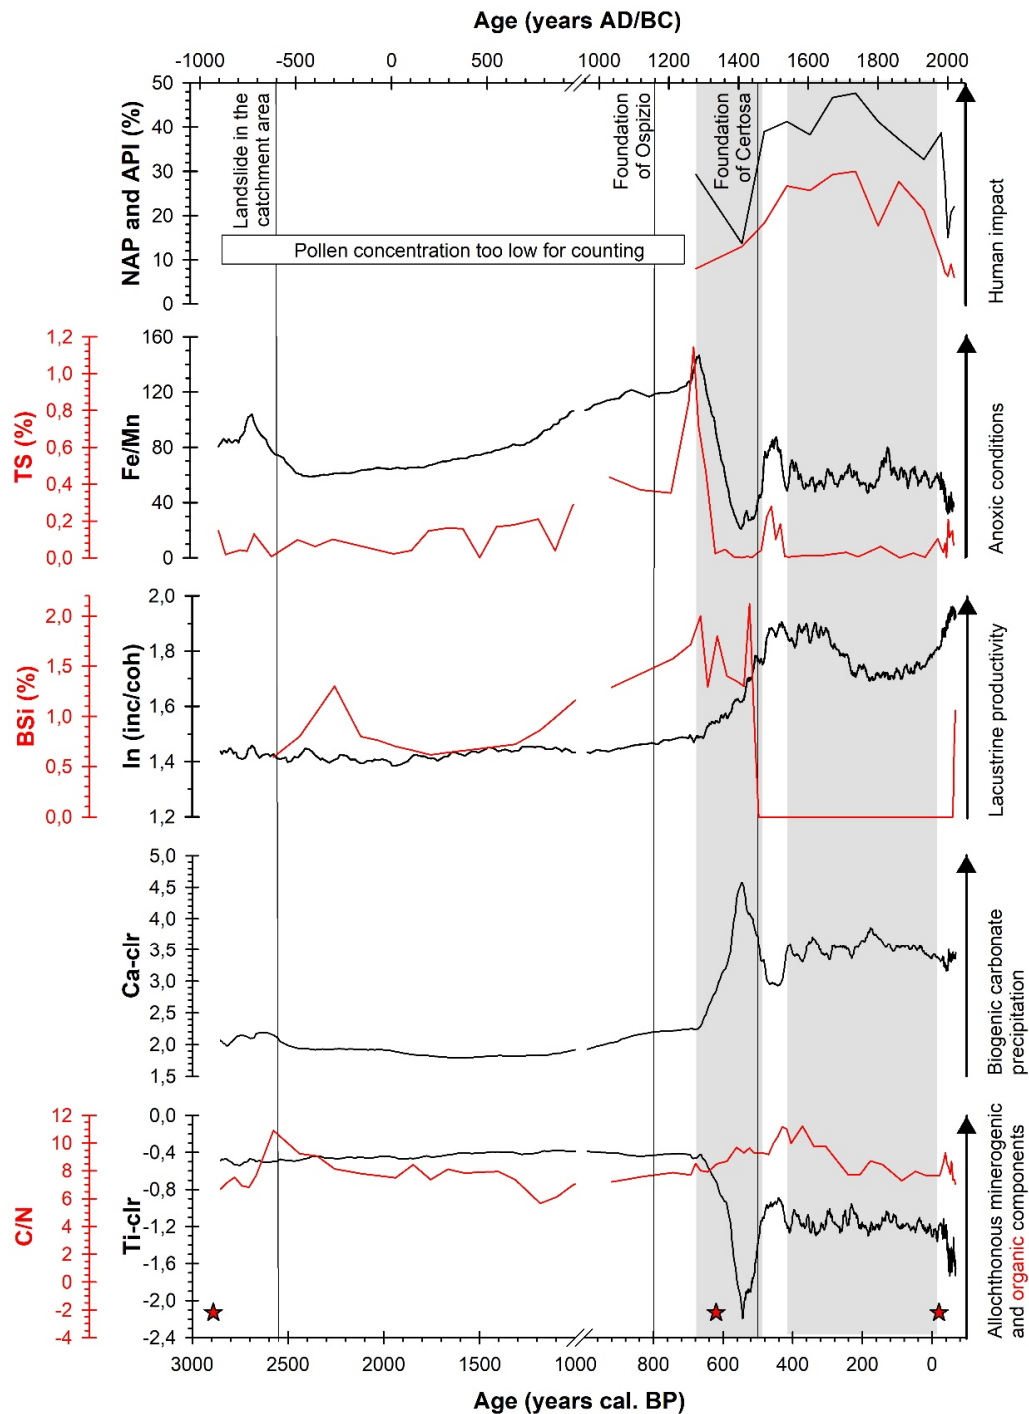 Age (years AD/BC)
-1000 -500 0 500 1000 1200 1400 1600 1800 2000
NAP and API (%)
50
40
30
20
10
0
Landslide in the
catchment area
Foundation
of Ospizio
Foundation
of Certosa
Pollen concentration too low for counting
Human impact
TS (%)
1,2
1,0
0,8
0,6
0,4
0,2
0,0
Fe/Mn
160
120
80
40
0
Anoxic conditions
BSi (%)
2,0
1,5
1,0
0,5
0,0
ln (inc/coh)
2,0
1,8
1,6
1,4
1,2
Lacustrine productivity
Ca-clr
5,0
4,5
4,0
3,5
3,0
2,5
2,0
1,5
Biogenic carbonate
precipitation
C/N
12
10
8
6
4
2
0
-2
-4
Ti-clr
0,0
-0,4
-0,8
-1,2
-1,6
-2,0
-2,4
Allochthonous minerogenic
and organic components
3000 2500 2000 1500 1000 800 600 400 200 0
Age (years cal. BP)